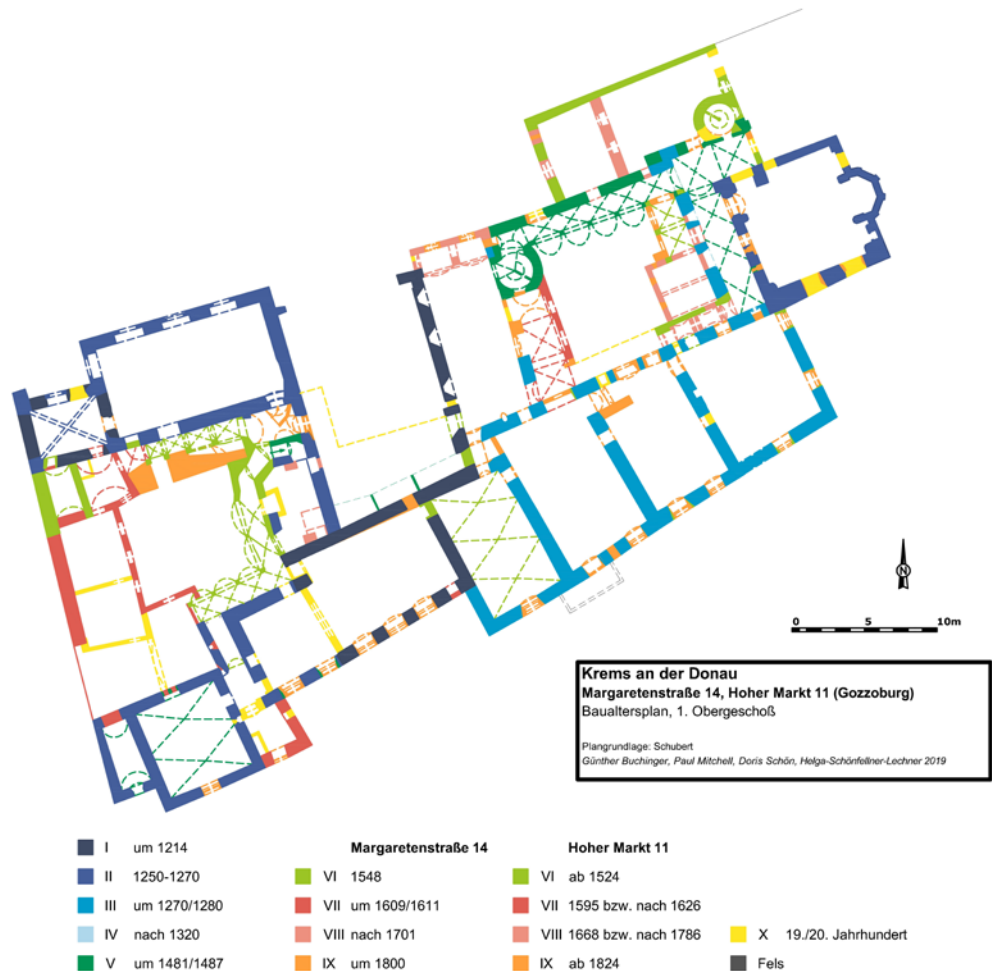 N
0 5 10m
Krems an der Donau
Margaretenstraße 14, Hoher Markt 11 (Gozzoburg)
Baualtersplan, 1. Obergeschoß
Plangrundlage: Schubert
Günther Buchinger, Paul Mitchell, Doris Schön, Helga-Schönfellner-Lechner 2019
I um 1214
II 1250-1270
III um 1270/1280
IV nach 1320
V um 1481/1487
Margaretenstraße 14
VI 1548
VII um 1609/1611
VIII nach 1701
IX um 1800
Hoher Markt 11
VI ab 1524
VII 1595 bzw. nach 1626
VIII 1668 bzw. nach 1786
IX ab 1824
X 19./20. Jahrhundert
Fels